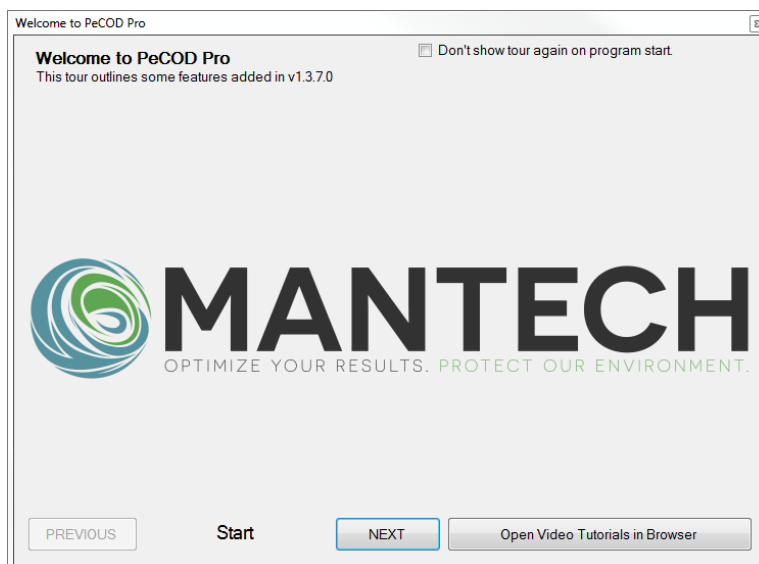 Welcome to PeCOD Pro
Welcome to PeCOD Pro
Don't show tour again on program start.
This tour outlines some features added in v1.3.7.0
MANTECH
OPTIMIZE YOUR RESULTS. PROTECT OUR ENVIRONMENT.
PREVIOUS
Start
NEXT
Open Video Tutorials in Browser